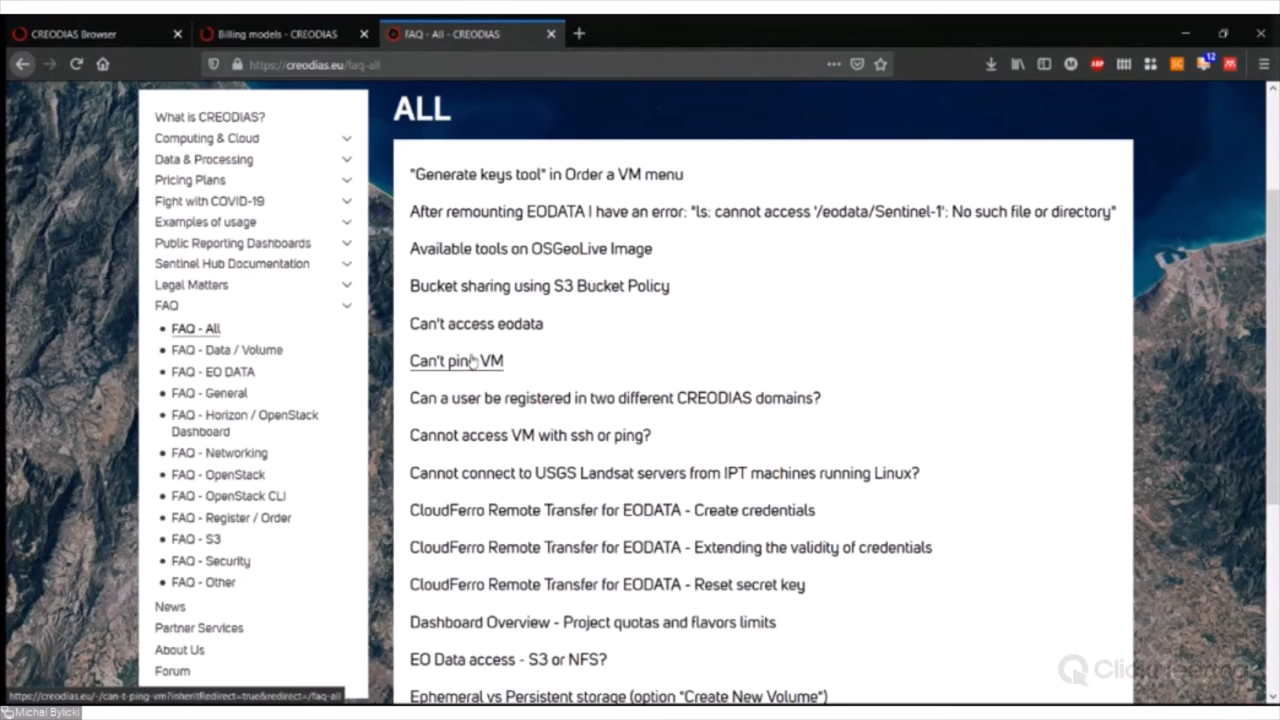 CREODIAS Browser
Billing models - CREODIAS
FAQ - All - CREODIAS
https://creodias.eu/faq-all
ABP
12
What is CREODIAS?
Computing & Cloud
Data & Processing
Pricing Plans
Fight with COVID-19
Examples of usage
Public Reporting Dashboards
Sentinel Hub Documentation
Legal Matters
FAQ
FAQ - All
FAQ - Data / Volume
FAQ - EO DATA
FAQ - General
FAQ - Horizon / OpenStack
Dashboard
FAQ - Networking
FAQ - OpenStack
FAQ - OpenStack CLI
FAQ - Register / Order
FAQ - S3
FAQ - Security
FAQ - Other
News
Partner Services
About Us
Forum
ALL
"Generate keys tool" in Order a VM menu
After remounting EODATA I have an error: "ls: cannot access '/eodata/Sentinel-1': No such file or directory"
Available tools on OSGeoLive Image
Bucket sharing using S3 Bucket Policy
Can't access eodata
Can't ping VM
Can a user be registered in two different CREODIAS domains?
Cannot access VM with ssh or ping?
Cannot connect to USGS Landsat servers from IPT machines running Linux?
CloudFerro Remote Transfer for EODATA - Create credentials
CloudFerro Remote Transfer for EODATA - Extending the validity of credentials
CloudFerro Remote Transfer for EODATA - Reset secret key
Dashboard Overview - Project quotas and flavors limits
EO Data access - S3 or NFS?
Ephemeral vs Persistent storage (option "Create New Volume")
https://creodias.eu/-/can-t-ping-vm?inheritRedirect=true&redirect=/faq-all
Michal Bylicki